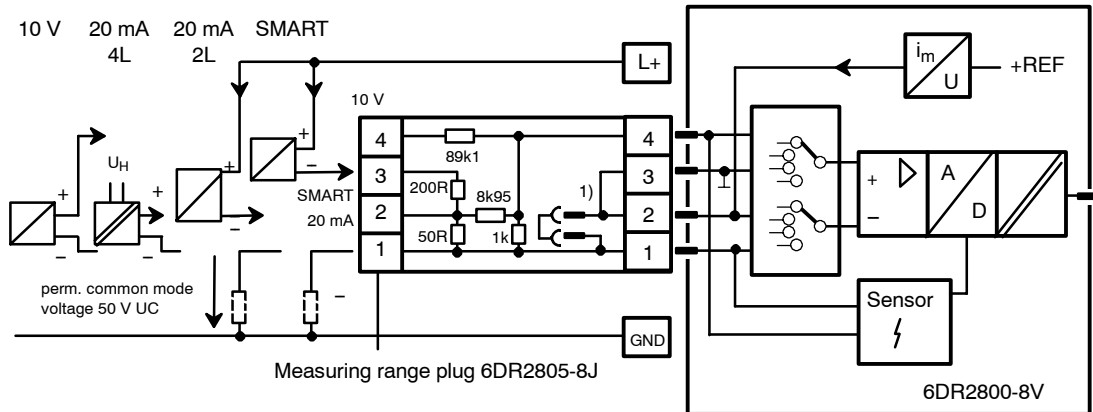 10 V 20 mA 20 mA SMART
4L 2L
L+
im
U
+REF
10 V
4 4
89k1
+
−
UH
+
−
+
−
+
−
+
−
SMART
3 3
200R
8k95
1)
20 mA
2 2
50R
1k
1 1
+
−
A
D
perm. common mode
voltage 50 V UC
−
Sensor
GND
Measuring range plug 6DR2805-8J
6DR2800-8V